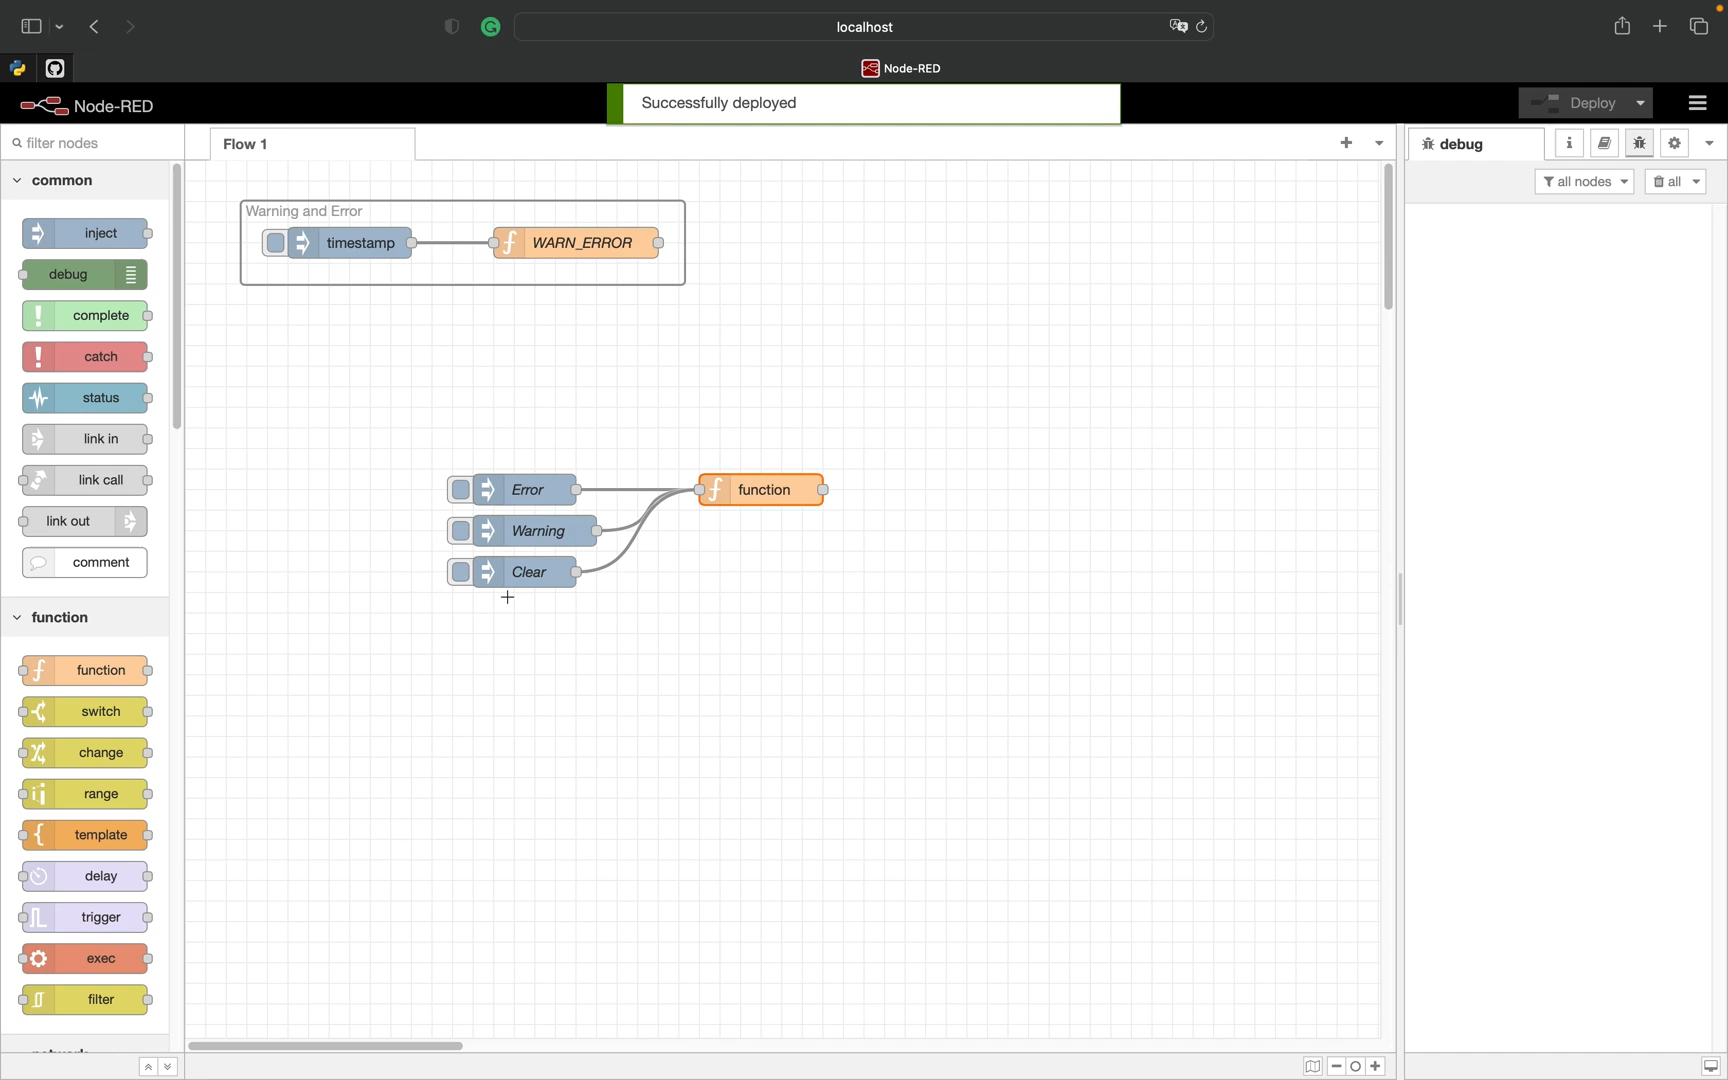 localhost
Node-RED
Node-RED
Successfully deployed
Deploy
filter nodes
Flow 1
debug
i
all nodes
all
common
inject
debug
complete
catch
status
link in
link call
link out
comment
function
function
switch
change
range
template
delay
trigger
exec
filter
Warning and Error
timestamp
WARN_ERROR
Error
function
Warning
Clear